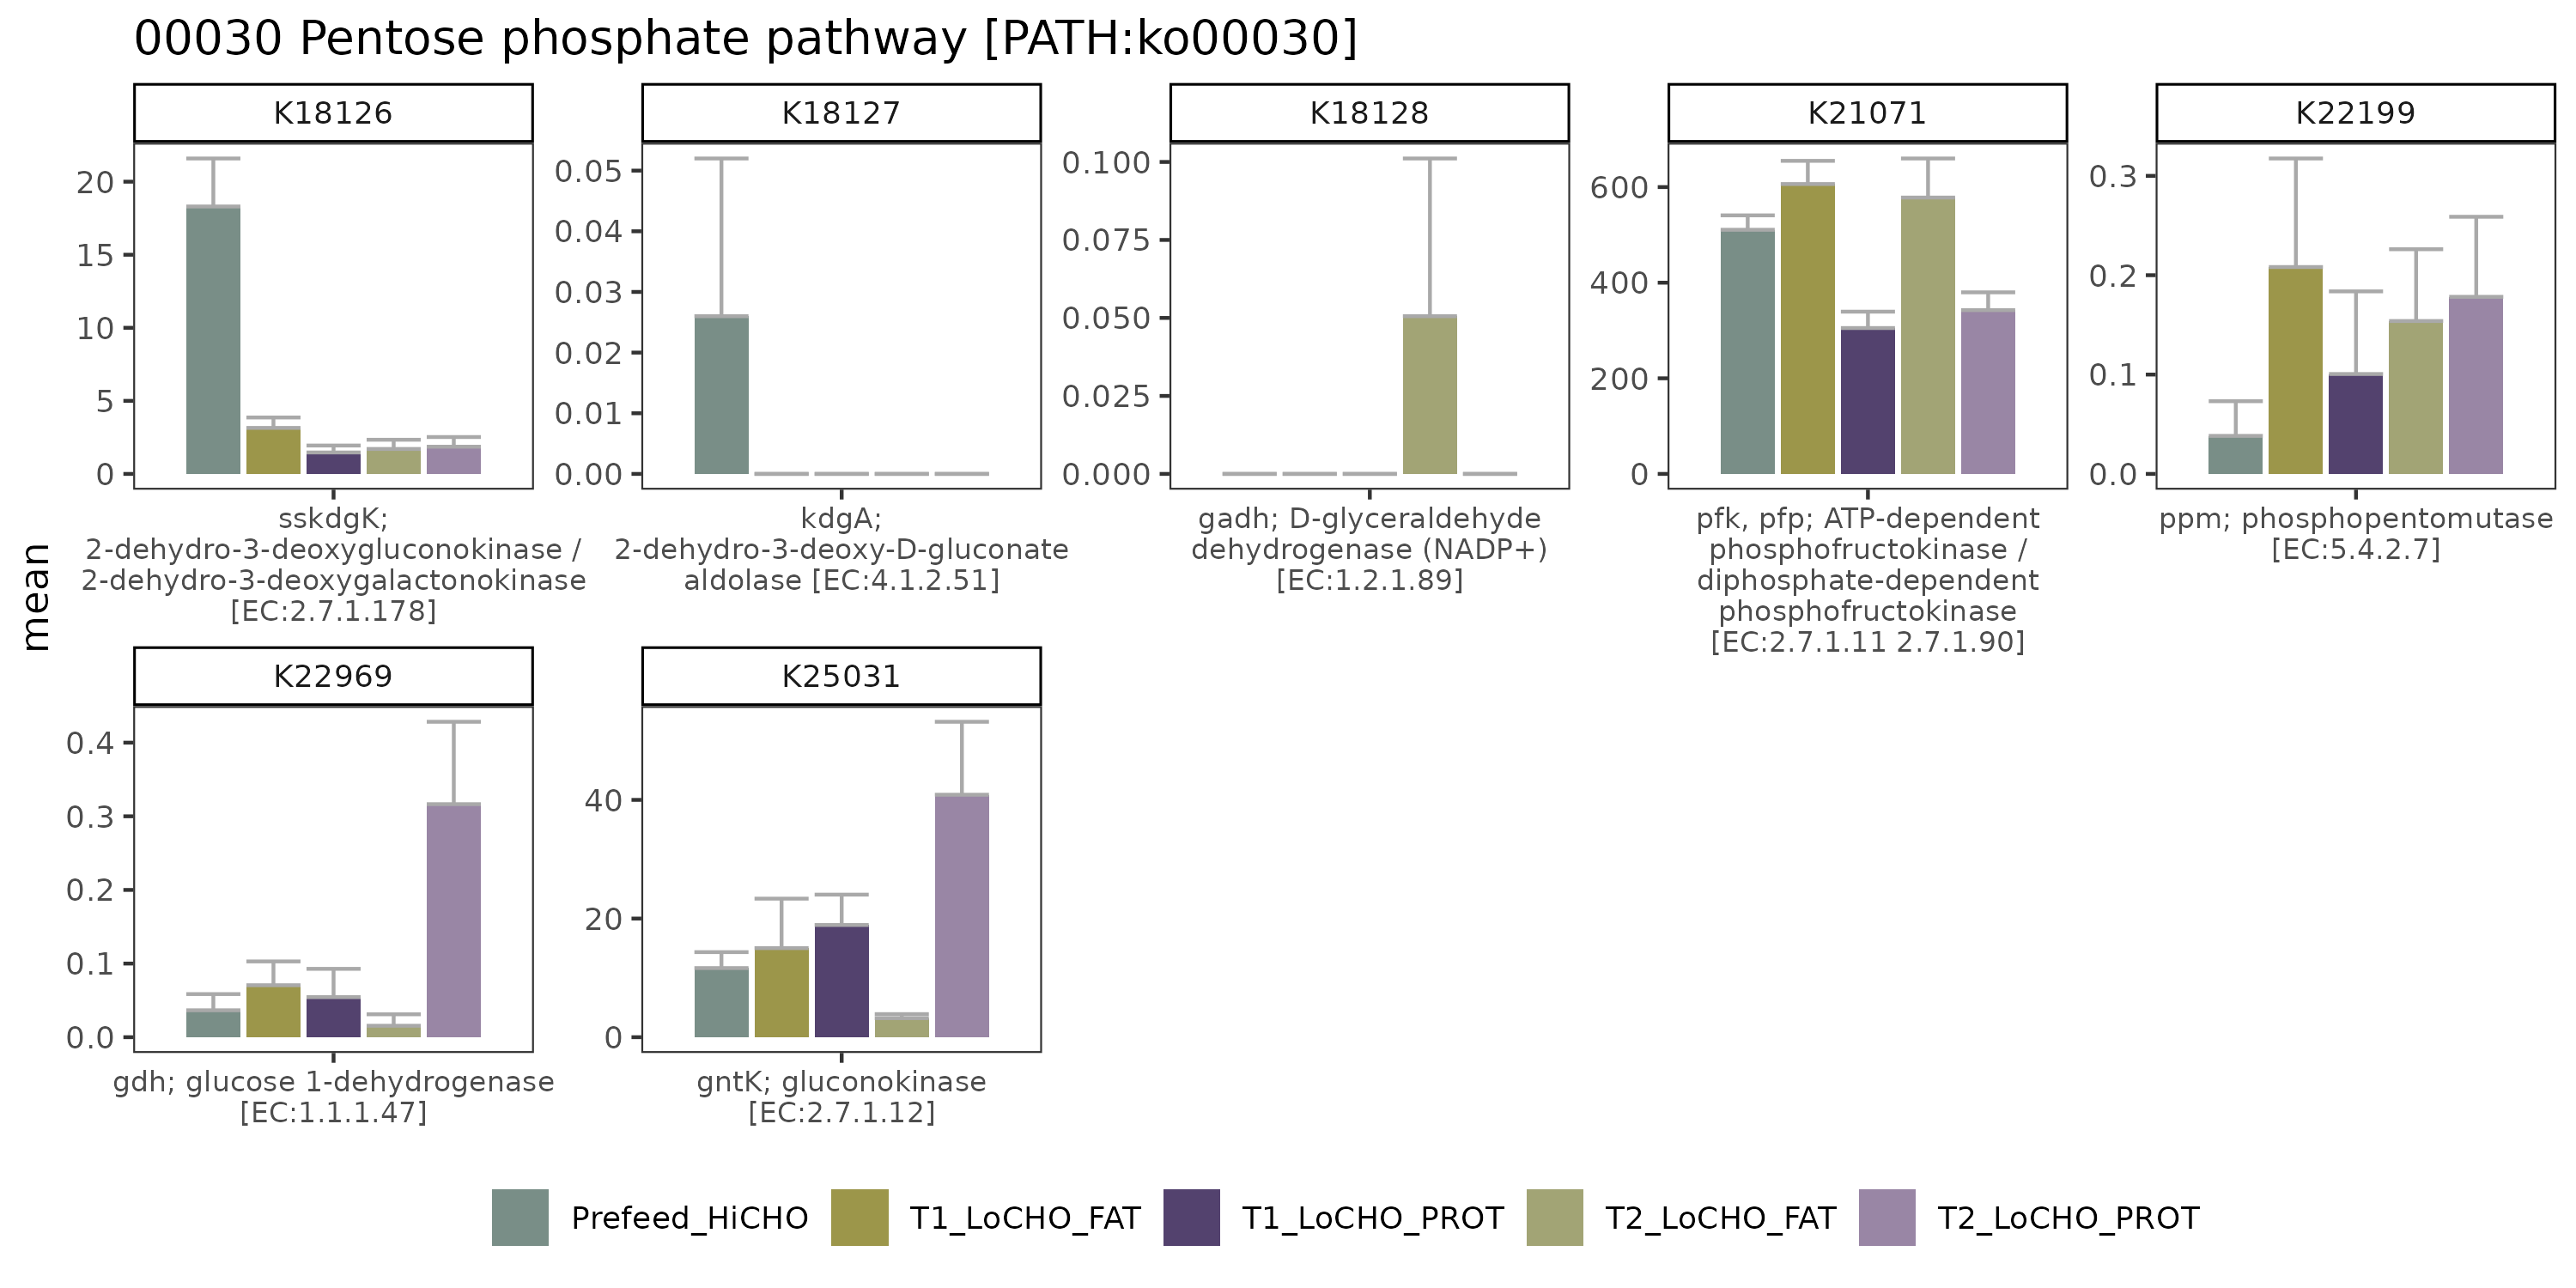 00030 Pentose phosphate pathway [PATH:ko00030]
mean
K18126
20
15
10
5
0
sskdgK;
2-dehydro-3-deoxygluconokinase /
2-dehydro-3-deoxygalactonokinase
[EC:2.7.1.178]
K18127
0.05
0.04
0.03
0.02
0.01
0.00
kdgA;
2-dehydro-3-deoxy-D-gluconate
aldolase [EC:4.1.2.51]
K18128
0.100
0.075
0.050
0.025
0.000
gadh; D-glyceraldehyde
dehydrogenase (NADP+)
[EC:1.2.1.89]
K21071
600
400
200
0
pfk, pfp; ATP-dependent
phosphofructokinase /
diphosphate-dependent
phosphofructokinase
[EC:2.7.1.11 2.7.1.90]
K22199
0.3
0.2
0.1
0.0
ppm; phosphopentomutase
[EC:5.4.2.7]
K22969
0.4
0.3
0.2
0.1
0.0
gdh; glucose 1-dehydrogenase
[EC:1.1.1.47]
K25031
40
20
0
gntK; gluconokinase
[EC:2.7.1.12]
Prefeed_HiCHO
T1_LoCHO_FAT
T1_LoCHO_PROT
T2_LoCHO_FAT
T2_LoCHO_PROT